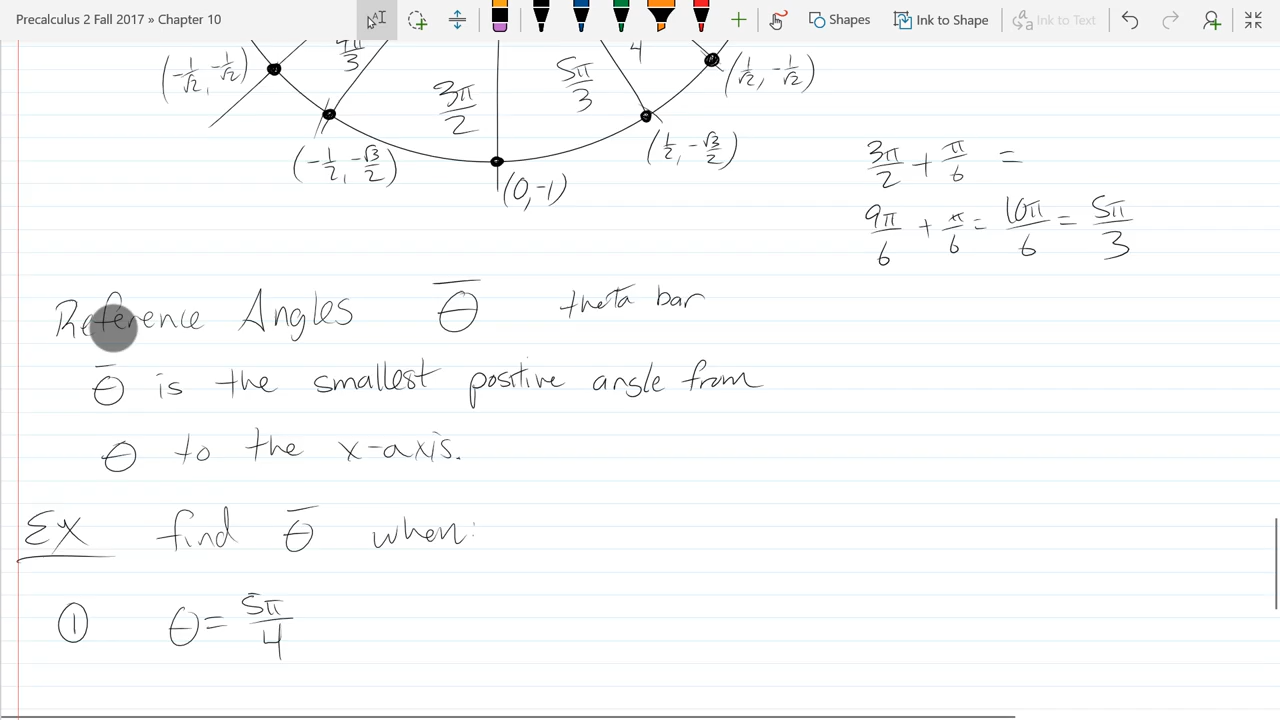 Precalculus 2 Fall 2017 » Chapter 10
Shapes Ink to Shape Ink to Text
(-1/√2, -1/√2)
4π/3
3π/2
5π/3
4
(1/√2, -1/√2)
(-1/2, -√3/2)
(0,-1)
(1/2, -√3/2)
3π/2 + π/6 =
9π/6 + π/6 = 10π/6 = 5π/3
Reference Angles θ̅ theta bar
θ̅ is the smallest positive angle from
θ to the x-axis.
EX find θ̅ when:
① θ = 5π/4